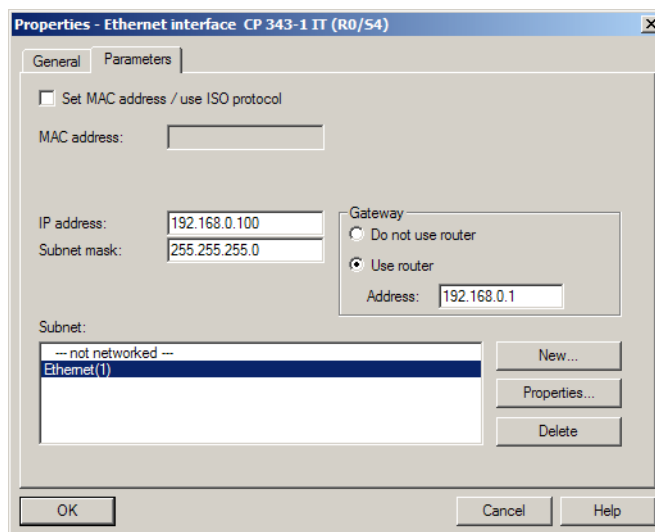 Properties - Ethernet interface CP 343-1 IT (R0/S4)
General Parameters
Set MAC address / use ISO protocol
MAC address:
IP address: 192.168.0.100
Subnet mask: 255.255.255.0
Gateway
Do not use router
Use router
Address: 192.168.0.1
Subnet:
--- not networked ---
Ethernet(1)
New...
Properties...
Delete
OK Cancel Help